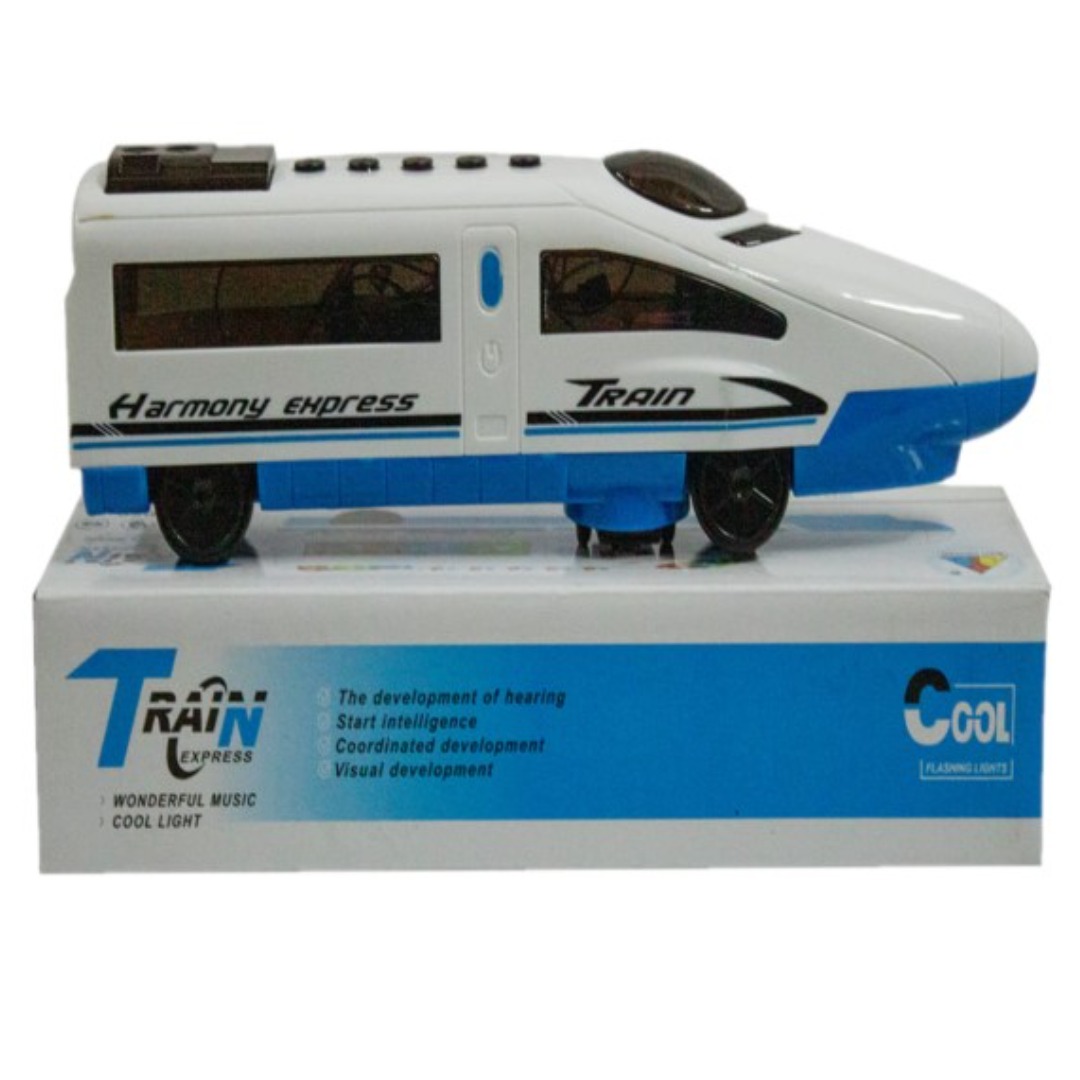 Harmony express
TRAIN
TRAIN
EXPRESS
WONDERFUL MUSIC
COOL LIGHT
The development of hearing
Start intelligence
Coordinated development
Visual development
COOL
FLASHING LIGHTS